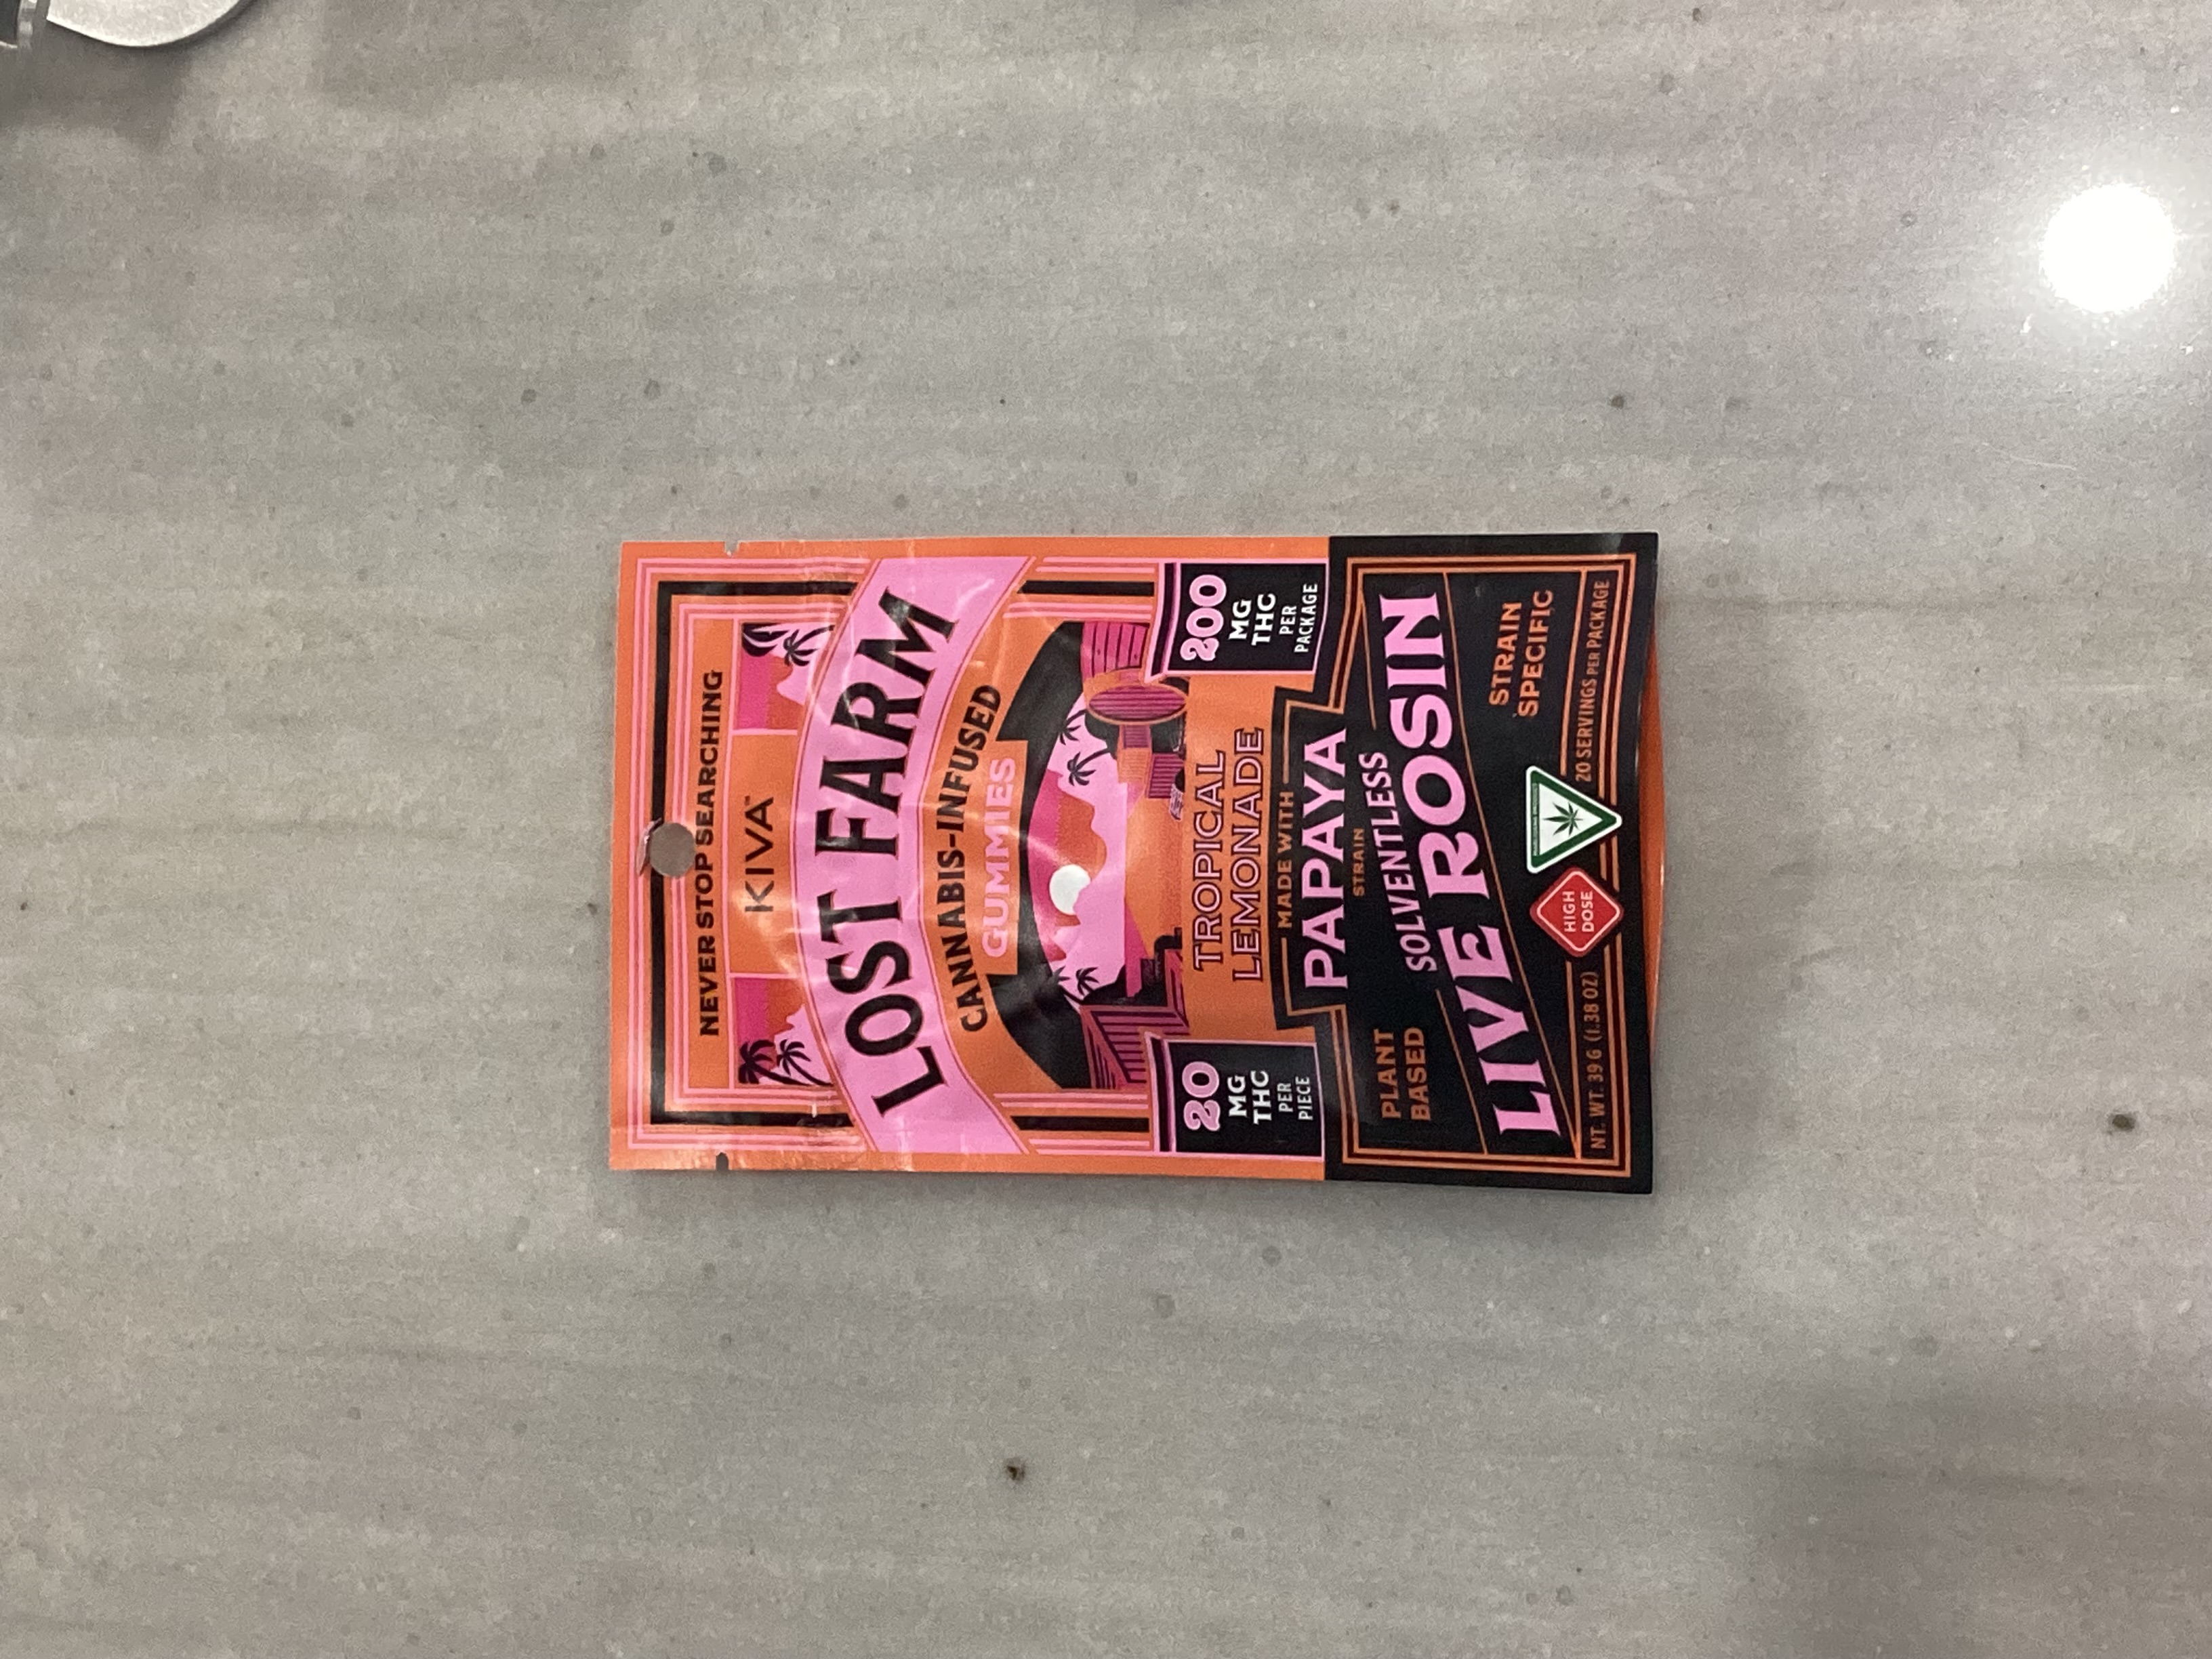 NEVER STOP SEARCHING
KIVA™
LOST FARM
CANNABIS-INFUSED
GUMMIES
20
MG
THC
PER
PIECE
200
MG
THC
PER
PACKAGE
TROPICAL
LEMONADE
MADE WITH
PAPAYA
STRAIN
PLANT
BASED
SOLVENTLESS
LIVE ROSIN
STRAIN
SPECIFIC
HIGH
DOSE
NT. WT. 39 G (1.38 OZ)
20 SERVINGS PER PACKAGE